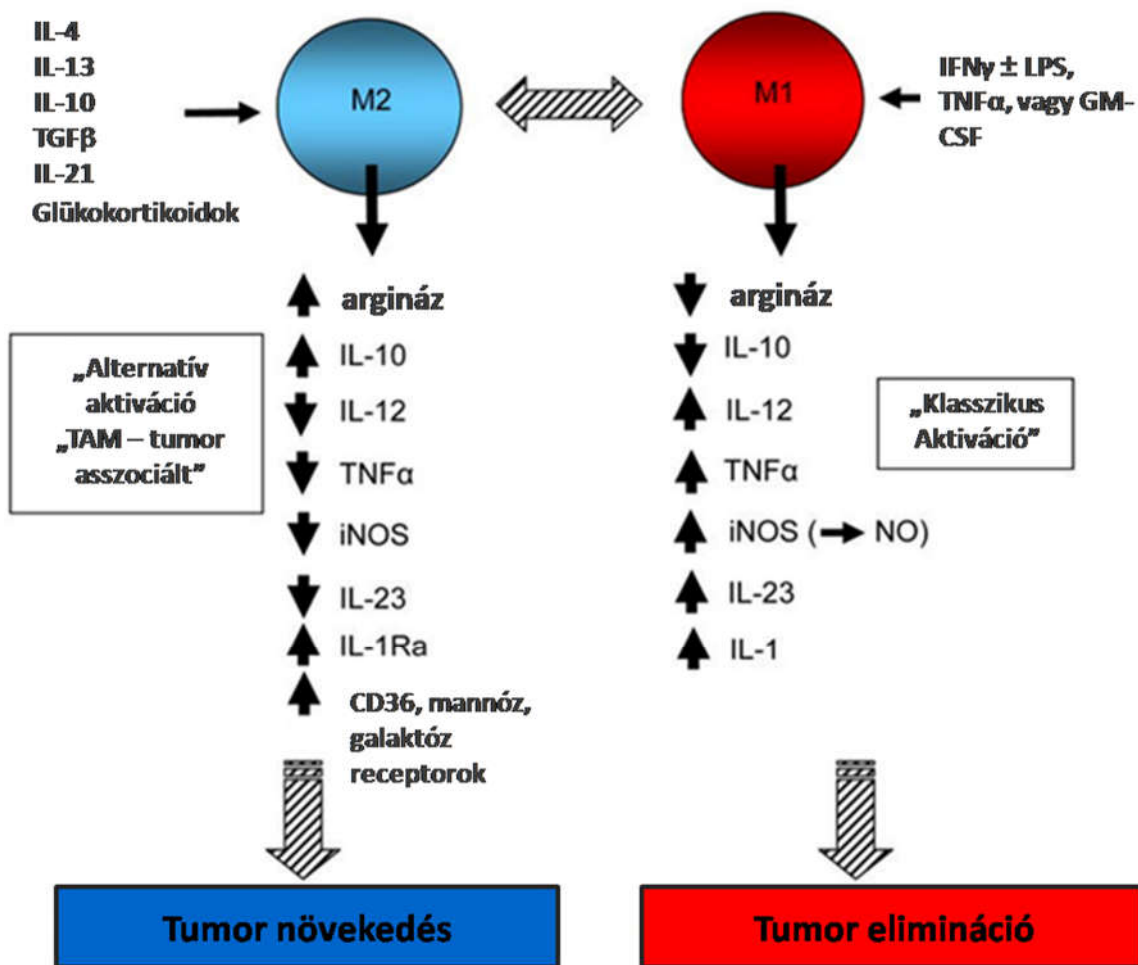 IL-4
IL-13
IL-10
TGFβ
IL-21
Glükokortikoidok
M2
M1
IFNγ ± LPS,
TNFα, vagy GM-
CSF
argináz
IL-10
IL-12
TNFα
iNOS
IL-23
IL-1Ra
CD36, mannóz,
galaktóz
receptorok
„Alternatív
aktiváció
„TAM – tumor
asszociált”
argináz
IL-10
IL-12
TNFα
iNOS (→ NO)
IL-23
IL-1
„Klasszikus
Aktiváció”
Tumor növekedés
Tumor elimináció